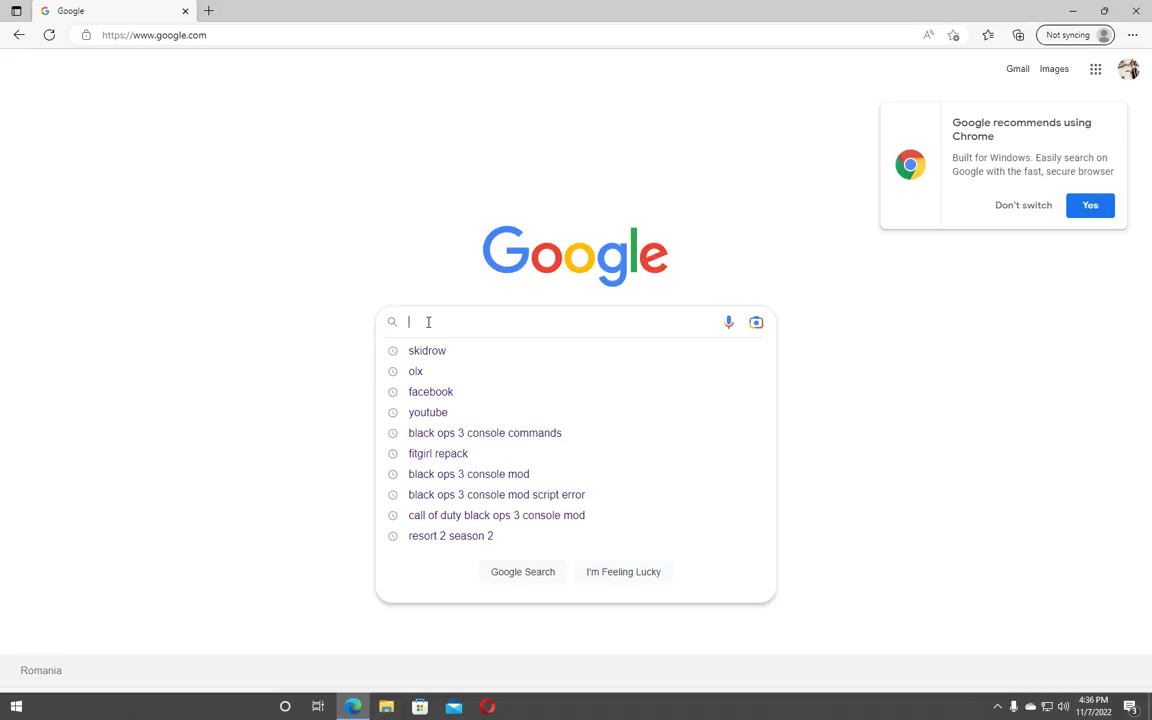 Google
https://www.google.com
Not syncing
Gmail
Images
Google recommends using
Chrome
Built for Windows. Easily search on
Google with the fast, secure browser
Don't switch
Yes
Google
skidrow
olx
facebook
youtube
black ops 3 console commands
fitgirl repack
black ops 3 console mod
black ops 3 console mod script error
call of duty black ops 3 console mod
resort 2 season 2
Google Search
I'm Feeling Lucky
Romania
4:36 PM
11/7/2022
3